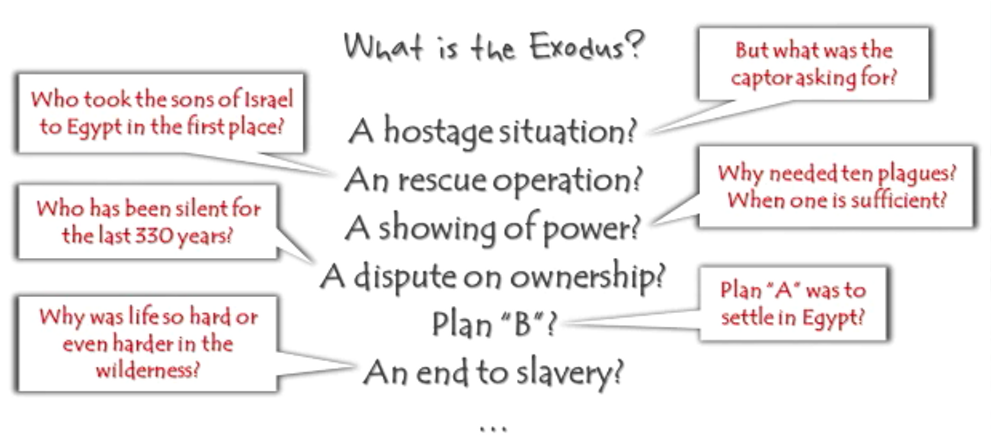 What is the Exodus?
But what was the
captor asking for?
Who took the sons of Israel
to Egypt in the first place?
A hostage situation?
An rescue operation?
Why needed ten plagues?
When one is sufficient?
Who has been silent for
the last 330 years?
A showing of power?
A dispute on ownership?
Plan "A" was to
settle in Egypt?
Plan "B"?
Why was life so hard or
even harder in the
wilderness?
An end to slavery?
...